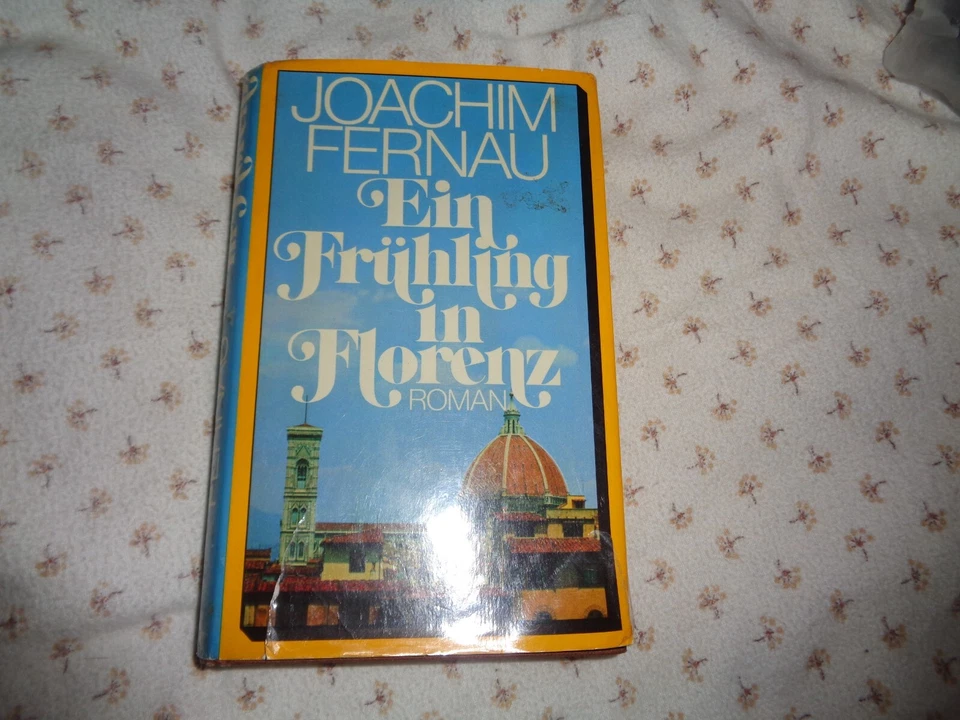 JOACHIM
FERNAU
Ein
Frühling
in
Florenz
ROMAN